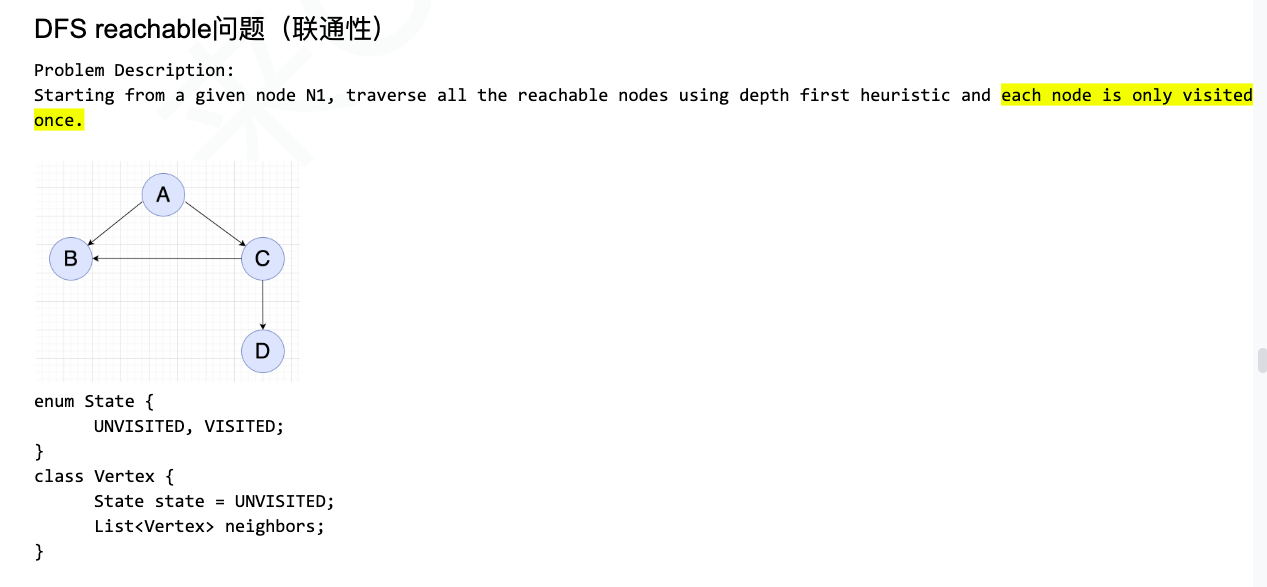 DFS reachable问题（联通性）
Problem Description:
Starting from a given node N1, traverse all the reachable nodes using depth first heuristic and each node is only visited
once.
A
B
C
D
enum State {
UNVISITED, VISITED;
}
class Vertex {
State state = UNVISITED;
List<Vertex> neighbors;
}